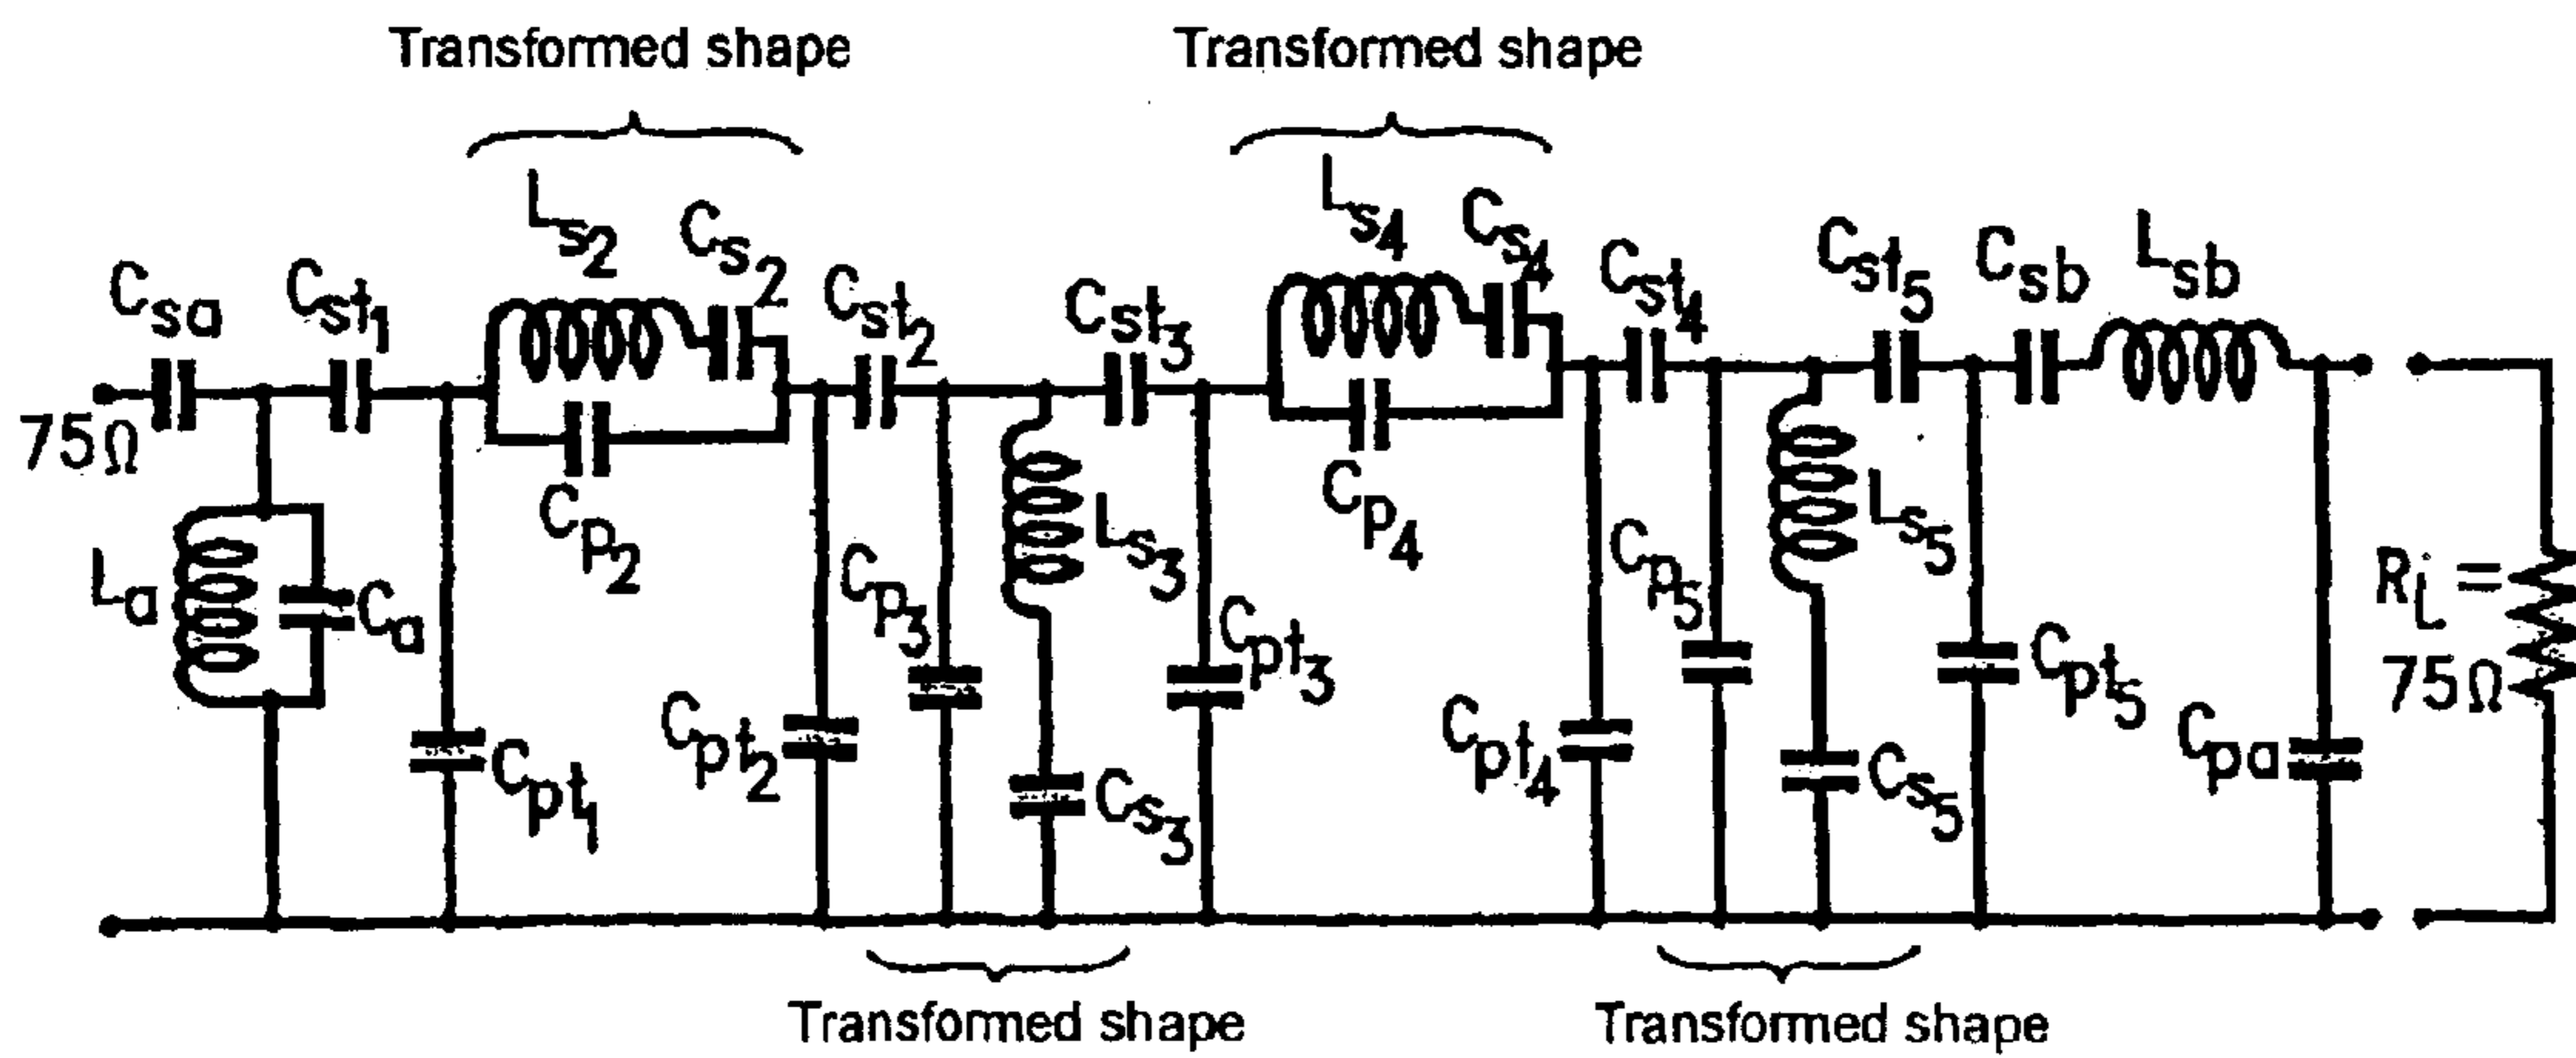 Transformed shape
Transformed shape
Csa
Cst1
Ls2
Cs2
Cst2
Cst3
Ls4
Cs4
Cst4
Cst5
Csb
Lsb
75Ω
La
Ca
Cpt1
Cp2
Cpt2
Cp3
Ls3
Cs3
Cpt3
Cp4
Cpt4
Cp5
Ls5
Cs5
Cpt5
Cpa
RL =
75Ω
Transformed shape
Transformed shape